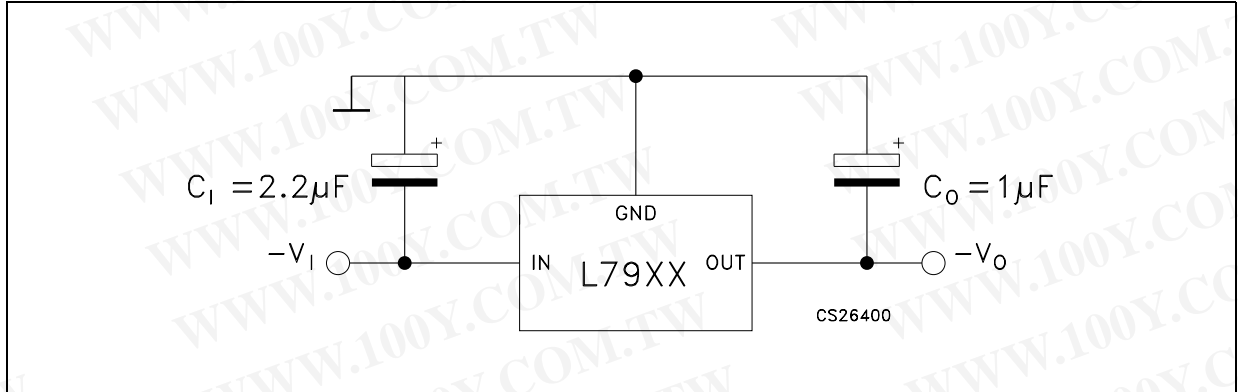 WWW.100Y.COM.TW
+
+
C_I = 2.2μF
GND
C_O = 1μF
-V_I
IN
L79XX
OUT
-V_O
CS26400